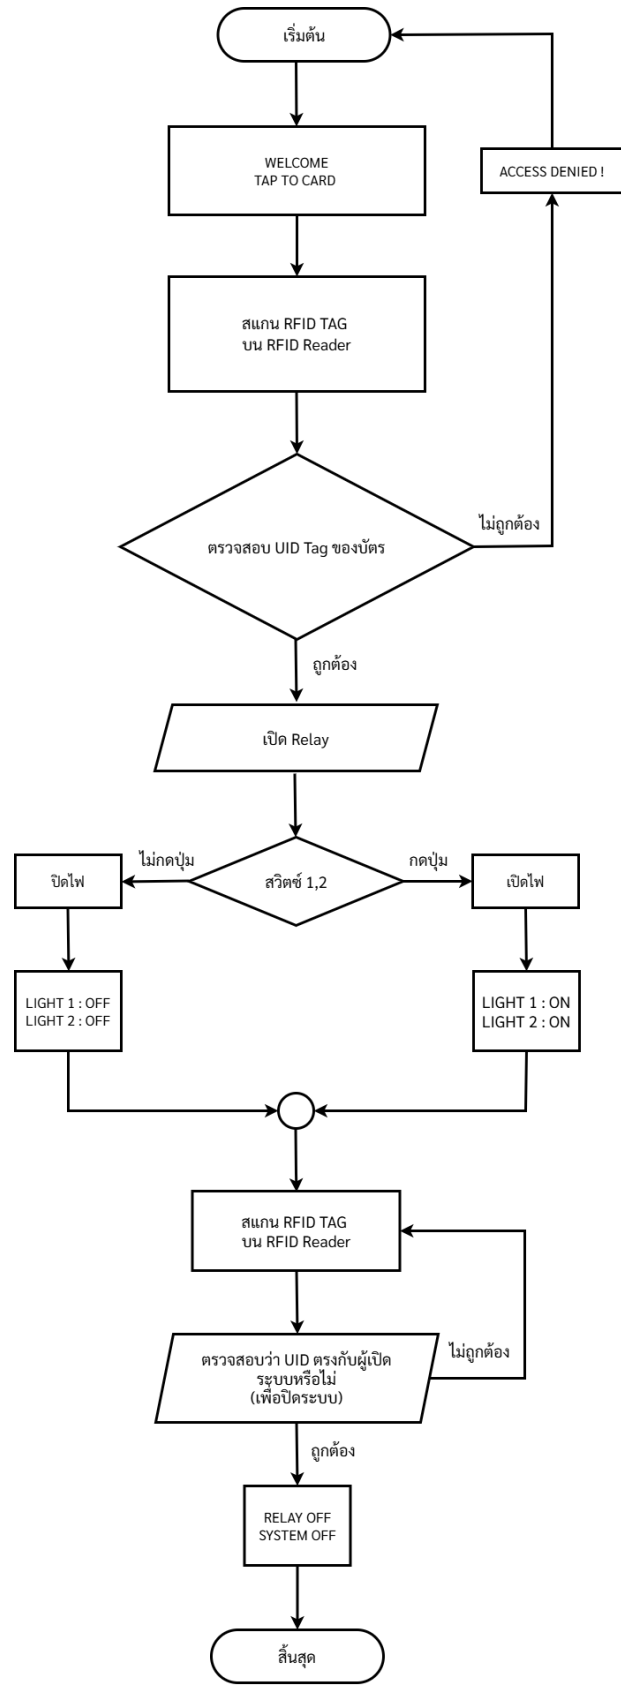 เริ่มต้น
WELCOME
TAP TO CARD
ACCESS DENIED !
สแกน RFID TAG
บน RFID Reader
ไม่ถูกต้อง
ตรวจสอบ UID Tag ของบัตร
ถูกต้อง
เปิด Relay
ไม่กดปุ่ม
กดปุ่ม
ปิดไฟ
สวิตซ์ 1,2
เปิดไฟ
LIGHT 1 : OFF
LIGHT 2 : OFF
LIGHT 1 : ON
LIGHT 2 : ON
สแกน RFID TAG
บน RFID Reader
ตรวจสอบว่า UID ตรงกับผู้เปิด
ระบบหรือไม่
(เพื่อปิดระบบ)
ไม่ถูกต้อง
ถูกต้อง
RELAY OFF
SYSTEM OFF
สิ้นสุด